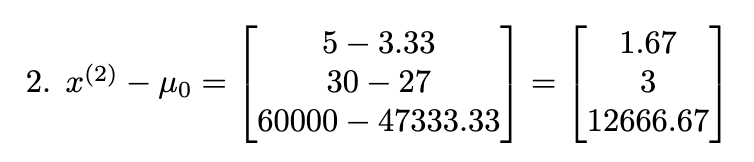 2. x^{(2)} − μ_0 = [5 − 3.33; 30 − 27; 60000 − 47333.33] = [1.67; 3; 12666.67]